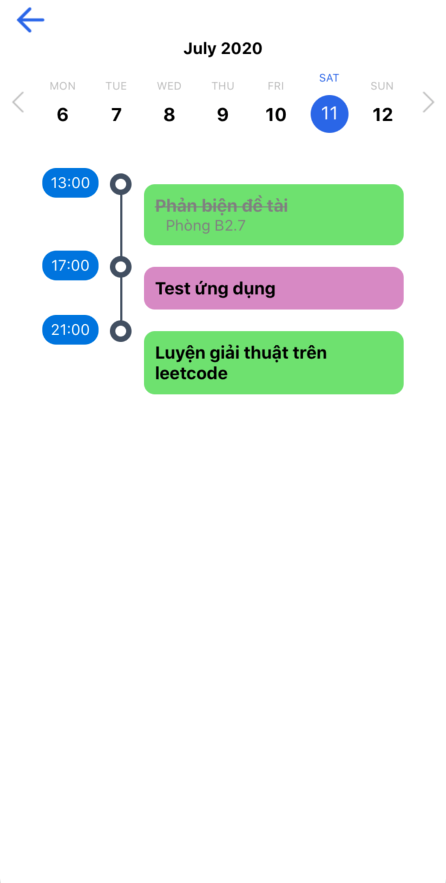 July 2020
MON TUE WED THU FRI SAT SUN
6 7 8 9 10 11 12
13:00
Phản biện đề tài
Phòng B2.7
17:00
Test ứng dụng
21:00
Luyện giải thuật trên
leetcode